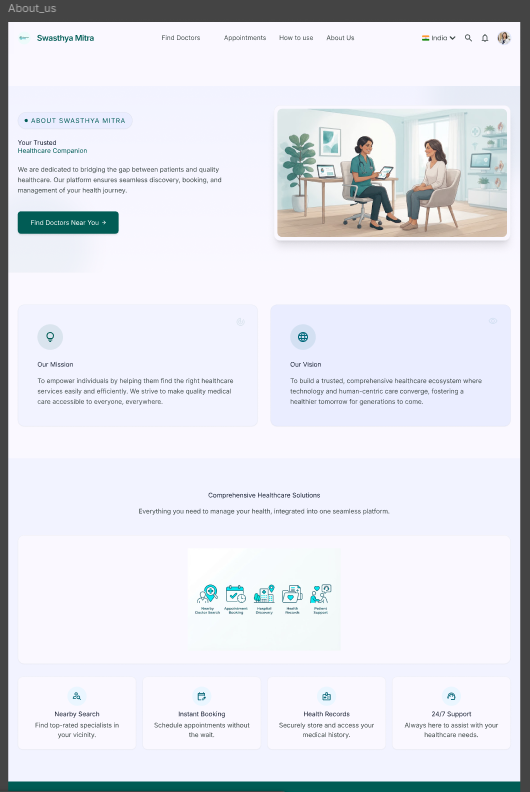 About_us
Swasthya Mitra
Find Doctors
Appointments
How to use
About Us
India
ABOUT SWASTHYA MITRA
Your Trusted
Healthcare Companion
We are dedicated to bridging the gap between patients and quality
healthcare. Our platform ensures seamless discovery, booking, and
management of your health journey.
Find Doctors Near You →
Our Mission
To empower individuals by helping them find the right healthcare
services easily and efficiently. We strive to make quality medical
care accessible to everyone, everywhere.
Our Vision
To build a trusted, comprehensive healthcare ecosystem where
technology and human-centric care converge, fostering a
healthier tomorrow for generations to come.
Comprehensive Healthcare Solutions
Everything you need to manage your health, integrated into one seamless platform.
Nearby
Doctor Search
Appointment
Booking
Hospital
Discovery
Health
Records
Patient
Support
Nearby Search
Find top-rated specialists in
your vicinity.
Instant Booking
Schedule appointments without
the wait.
Health Records
Securely store and access your
medical history.
24/7 Support
Always here to assist with your
healthcare needs.